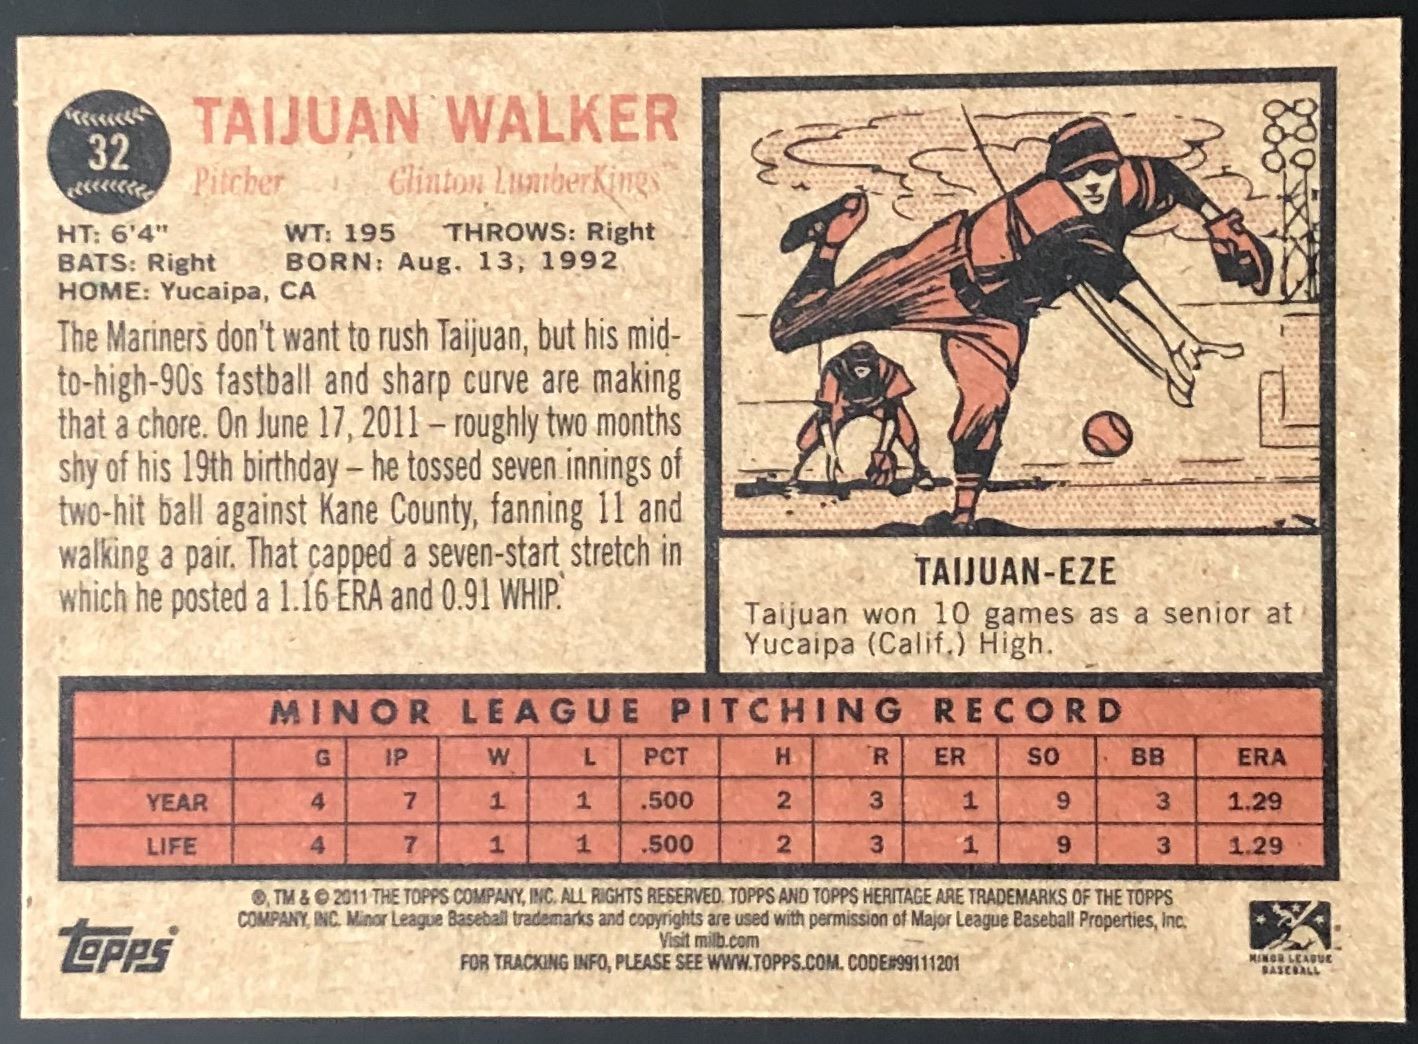 32
TAIJUAN WALKER
Pitcher Clinton LumberKings
HT: 6'4" WT: 195 THROWS: Right
BATS: Right BORN: Aug. 13, 1992
HOME: Yucaipa, CA
The Mariners don't want to rush Taijuan, but his mid-
to-high-90s fastball and sharp curve are making
that a chore. On June 17, 2011 – roughly two months
shy of his 19th birthday – he tossed seven innings of
two-hit ball against Kane County, fanning 11 and
walking a pair. That capped a seven-start stretch in
which he posted a 1.16 ERA and 0.91 WHIP.
TAIJUAN-EZE
Taijuan won 10 games as a senior at
Yucaipa (Calif.) High.
MINOR LEAGUE PITCHING RECORD
G IP W L PCT H R ER SO BB ERA
YEAR 4 7 1 1 .500 2 3 1 9 3 1.29
LIFE 4 7 1 1 .500 2 3 1 9 3 1.29
®, TM & © 2011 THE TOPPS COMPANY, INC. ALL RIGHTS RESERVED. TOPPS AND TOPPS HERITAGE ARE TRADEMARKS OF THE TOPPS
COMPANY, INC. Minor League Baseball trademarks and copyrights are used with permission of Major League Baseball Properties, Inc.
Visit milb.com
FOR TRACKING INFO, PLEASE SEE WWW.TOPPS.COM. CODE#99111201
Topps
MINOR LEAGUE
BASEBALL